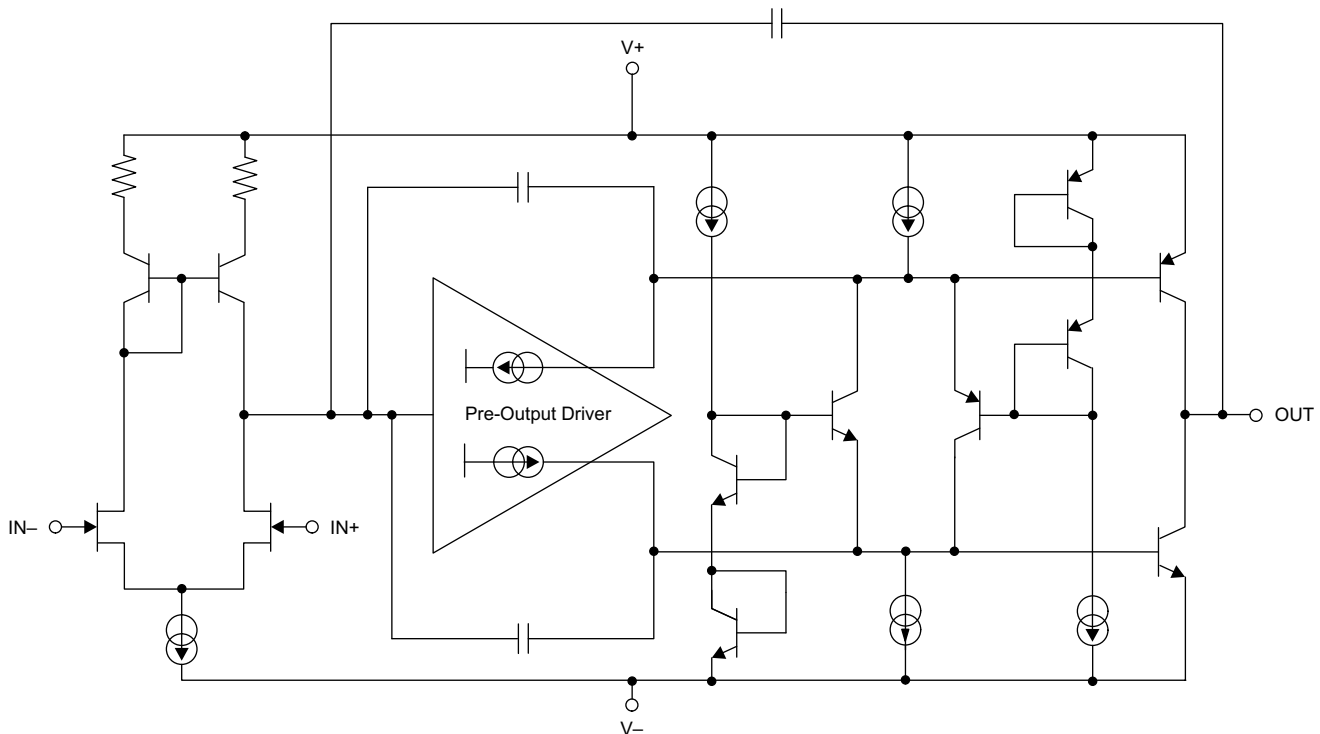 V+
Pre-Output Driver
OUT
IN–
IN+
V–